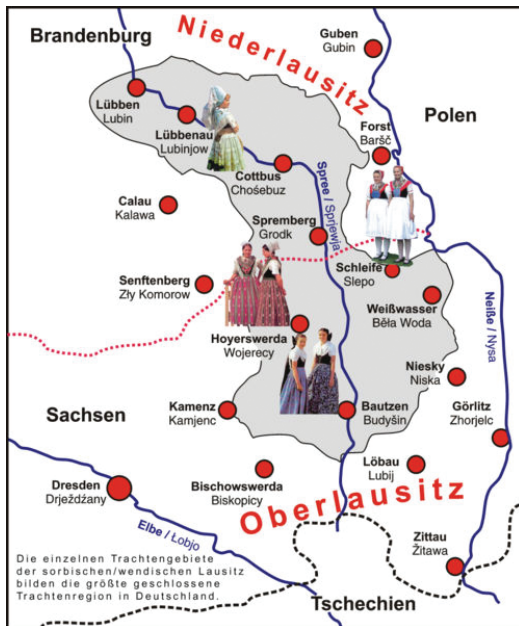 Brandenburg
Niederlausitz
Guben
Gubin
Polen
Lübben
Lubin
Lübbenau
Lubinjow
Forst
Baršč
Cottbus
Chośebuz
Spree / Sprjewja
Calau
Kalawa
Spremberg
Grodk
Schleife
Slepo
Senftenberg
Zły Komorow
Weißwasser
Běła Woda
Neiße / Nysa
Hoyerswerda
Wojerecy
Niesky
Niska
Sachsen
Kamenz
Kamjenc
Bautzen
Budyšin
Görlitz
Zhorjelc
Löbau
Lubij
Bischowswerda
Biskopicy
Dresden
Drježdźany
Oberlausitz
Elbe / Łobjo
Zittau
Žitawa
Die einzelnen Trachtengebiete
der sorbischen/wendischen Lausitz
bilden die größte geschlossene
Trachtenregion in Deutschland.
Tschechien